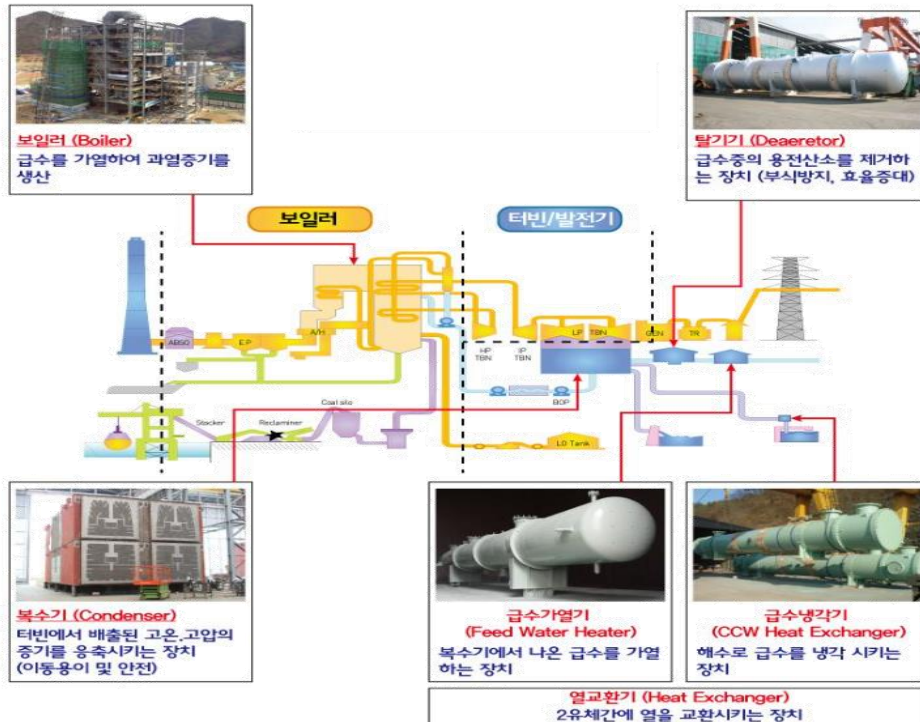 보일러 (Boiler)
급수를 가열하여 과열증기를
생산
탈기기 (Deaeretor)
급수중의 용전산소를 제거하
는 장치 (부식방지, 효율증대)
보일러
터빈/발전기
ABSO
E.P
A/H
HP
TBN
IP
TBN
LP TBN
GEN
TR
BOP
Coal silo
Stacker
Reclaminer
LO Tank
복수기 (Condenser)
터빈에서 배출된 고온.고압의
증기를 응축시키는 장치
(이동용이 및 안전)
급수가열기
(Feed Water Heater)
복수기에서 나온 급수를 가열
하는 장치
급수냉각기
(CCW Heat Exchanger)
해수로 급수를 냉각 시키는
장치
열교환기 (Heat Exchanger)
2유체간에 열을 교환시키는 장치